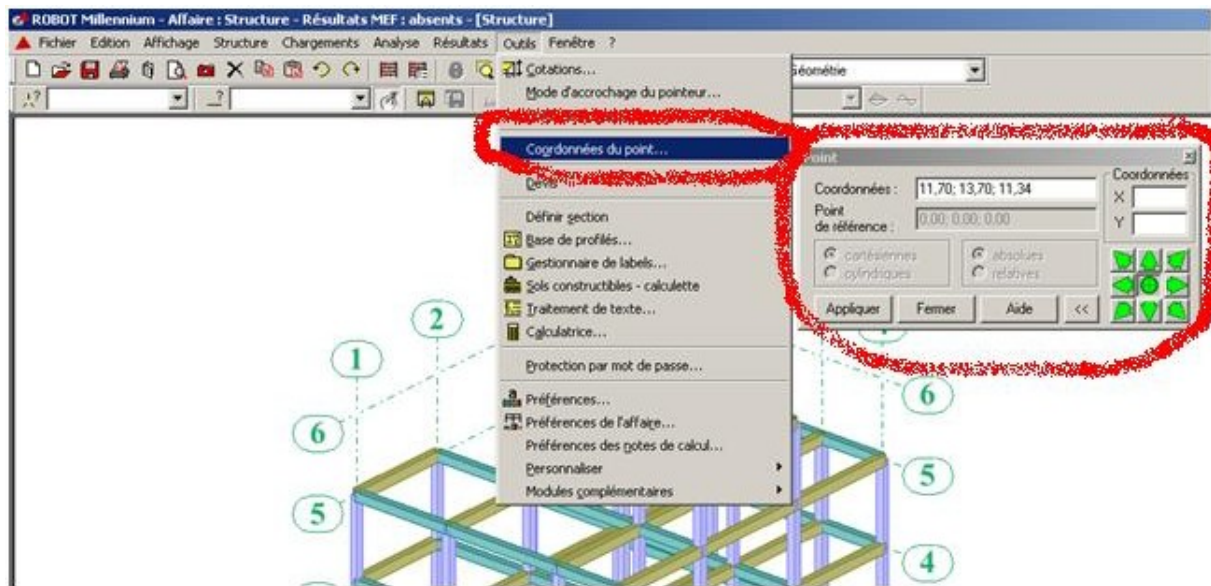 ROBOT Millennium - Affaire : Structure - Résultats MEF : absents - [Structure]
Fichier Edition Affichage Structure Chargements Analyse Résultats Outils Fenêtre ?
Cotations...
Géométrie
Mode d'accrochage du pointeur...
Coordonnées du point...
Devis
Définir section
Base de profilés...
Gestionnaire de labels...
Sols constructibles - calculette
Traitement de texte...
Calculatrice...
Protection par mot de passe...
Préférences...
Préférences de l'affaire...
Préférences des notes de calcul...
Personnaliser
Modules complémentaires
Point
Coordonnées : 11,70; 13,70; 11,34
Point
de référence : 0,00; 0,00; 0,00
cartésiennes
cylindriques
absolues
relatives
Coordonnées
X
Y
Appliquer Fermer Aide <<
2
1
6
6
5
5
4